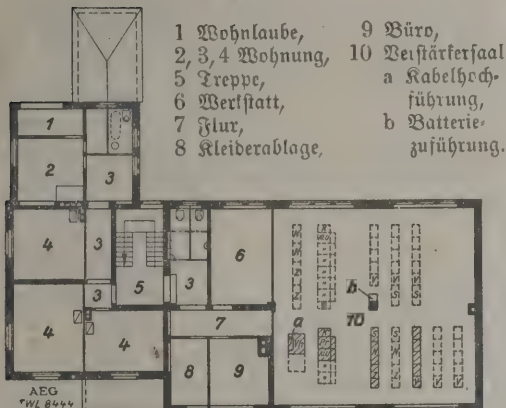 1 Wohnlaube,
2, 3, 4 Wohnung,
5 Treppe,
6 Werkstatt,
7 Flur,
8 Kleiderablage,
9 Büro,
10 Verstärkersaal
a Kabelhoch-
führung,
b Batterie-
zuführung.
1
2
3
4
3
3
4
4
5
3
6
7
8
9
a
b
10
AEG
WL 8444